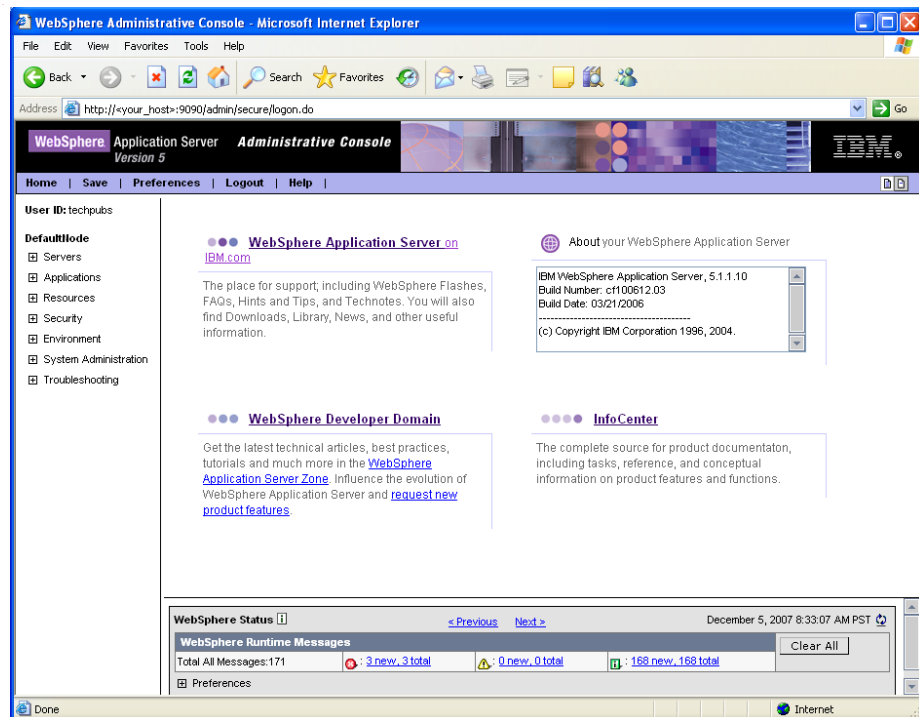 WebSphere Administrative Console - Microsoft Internet Explorer
File Edit View Favorites Tools Help
Back Search Favorites
Address http://<your_host>:9090/admin/secure/logon.do Go
WebSphere Application Server Administrative Console
Version 5
IBM
Home | Save | Preferences | Logout | Help |
User ID: techpubs
DefaultNode
Servers
Applications
Resources
Security
Environment
System Administration
Troubleshooting
WebSphere Application Server on
IBM.com
The place for support; including WebSphere Flashes,
FAQs, Hints and Tips, and Technotes. You will also
find Downloads, Library, News, and other useful
information.
About your WebSphere Application Server
IBM WebSphere Application Server, 5.1.1.10
Build Number: cf100612.03
Build Date: 03/21/2006
--------------------------------------
(c) Copyright IBM Corporation 1996, 2004.
WebSphere Developer Domain
Get the latest technical articles, best practices,
tutorials and much more in the WebSphere
Application Server Zone. Influence the evolution of
WebSphere Application Server and request new
product features.
InfoCenter
The complete source for product documentaton,
including tasks, reference, and conceptual
information on product features and functions.
WebSphere Status i < Previous Next > December 5, 2007 8:33:07 AM PST
WebSphere Runtime Messages
Clear All
Total All Messages:171 : 3 new, 3 total : 0 new, 0 total : 168 new, 168 total
Preferences
Done Internet